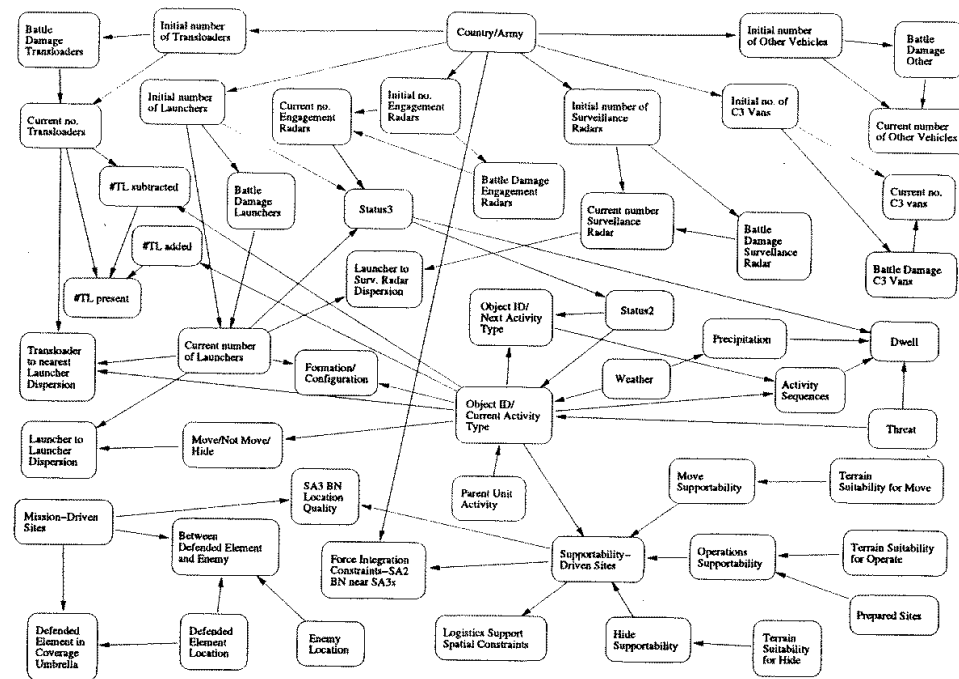 Battle
Damage
Transloaders
Initial number
of Transloaders
Country/Army
Initial number
of Other Vehicles
Battle
Damage
Other
Current no.
Transloaders
Initial number
of Launchers
Current no.
Engagement
Radars
Initial no.
Engagement
Radars
Initial number of
Surveillance
Radars
Initial no. of
C3 Vans
Current number
of Other Vehicles
#TL subtracted
Battle
Damage
Launchers
Status3
Battle Damage
Engagement
Radars
Current number
Survellance
Radar
Battle
Damage
Survellance
Radar
Current no.
C3 vans
#TL added
#TL present
Launcher to
Surv. Radar
Dispersion
Battle Damage
C3 Vans
Object ID/
Next Activity
Type
Status2
Transloader
to nearest
Launcher
Dispersion
Current number
of Launchers
Formation/
Configuration
Precipitation
Dwell
Weather
Object ID/
Current Activity
Type
Activity
Sequences
Launcher to
Launcher
Dispersion
Move/Not Move/
Hide
Threat
Mission-Driven
Sites
SA3 BN
Location
Quality
Parent Unit
Activity
Move
Supportability
Terrain
Suitability for Move
Between
Defended Element
and Enemy
Force Integration
Constraints-SA2
BN near SA3s
Supportability-
Driven Sites
Operations
Supportability
Terrain Suitability
for Operate
Prepared Sites
Defended
Element in
Coverage
Umbrella
Defended
Element
Location
Enemy
Location
Logistics Support
Spatial Constraints
Hide
Supportability
Terrain
Suitability
for Hide